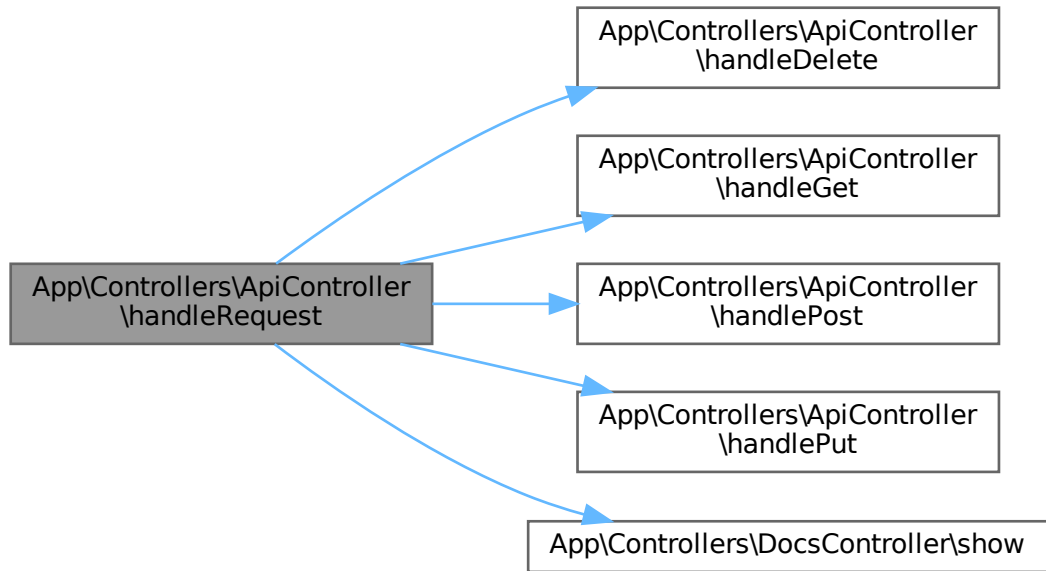 App\Controllers\ApiController
\handleRequest
App\Controllers\ApiController
\handleDelete
App\Controllers\ApiController
\handleGet
App\Controllers\ApiController
\handlePost
App\Controllers\ApiController
\handlePut
App\Controllers\DocsController\show